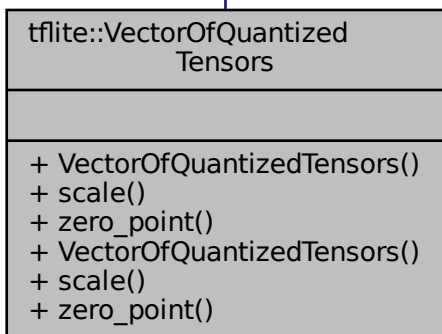 tflite::VectorOfQuantized
Tensors
+ VectorOfQuantizedTensors()
+ scale()
+ zero_point()
+ VectorOfQuantizedTensors()
+ scale()
+ zero_point()